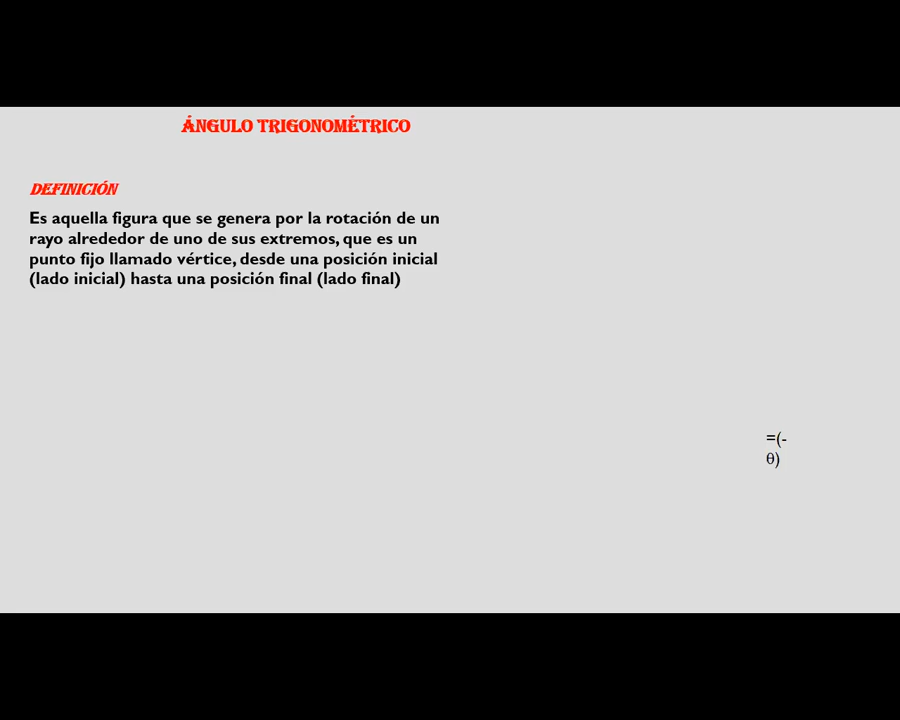 ÁNGULO TRIGONOMÉTRICO
DEFINICIÓN
Es aquella figura que se genera por la rotación de un
rayo alrededor de uno de sus extremos, que es un
punto fijo llamado vértice, desde una posición inicial
(lado inicial) hasta una posición final (lado final)
=(-
θ)